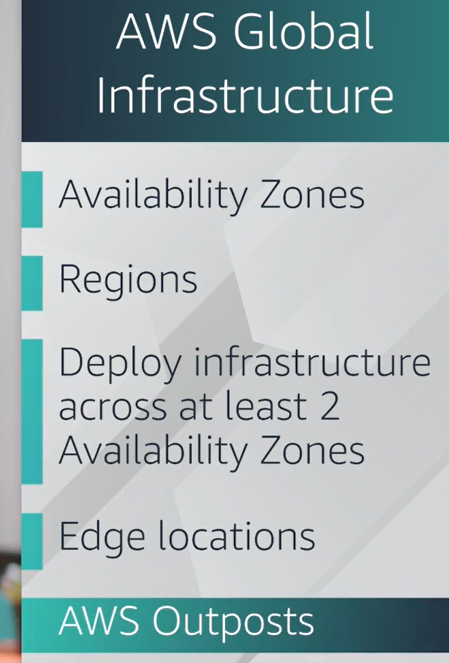 AWS Global
Infrastructure
Availability Zones
Regions
Deploy infrastructure
across at least 2
Availability Zones
Edge locations
AWS Outposts